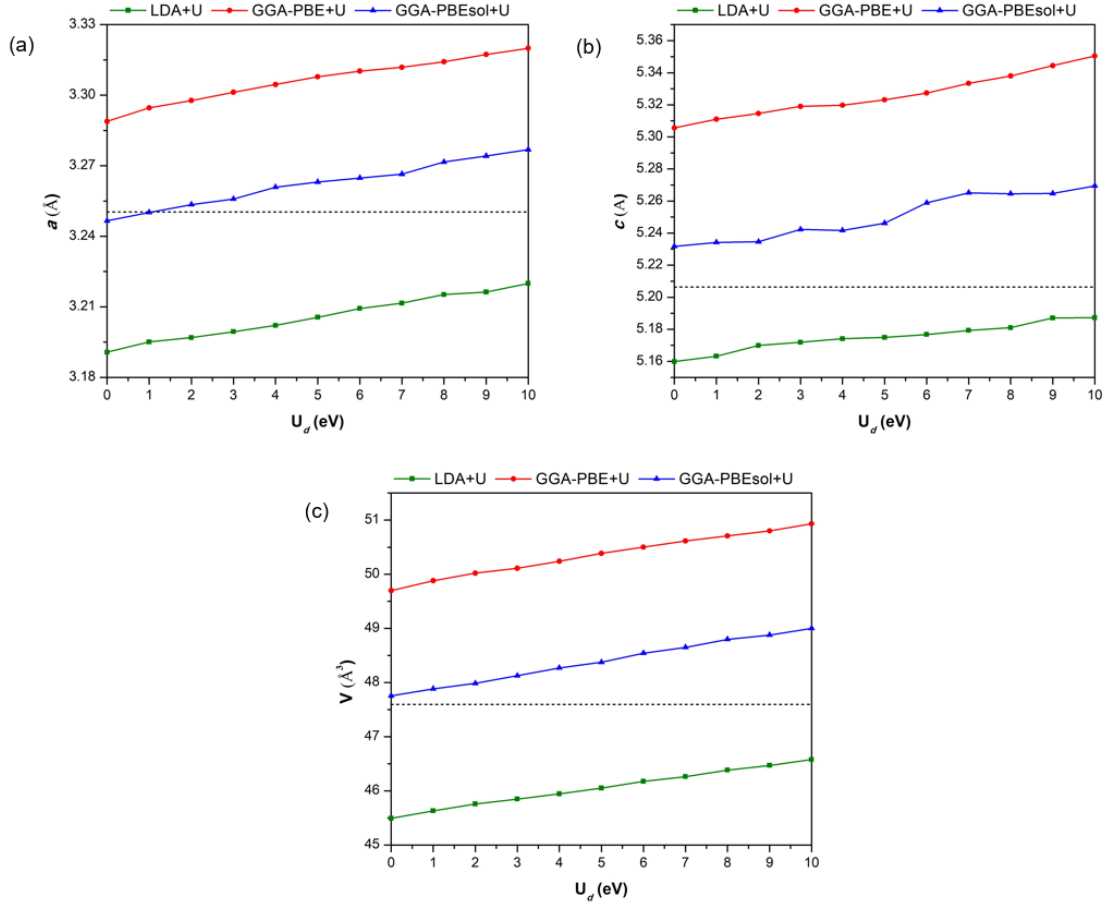 LDA+U GGA-PBE+U GGA-PBEsol+U
(a)
3.33
3.30
3.27
3.24
3.21
3.18
a (Å)
0 1 2 3 4 5 6 7 8 9 10
U_d (eV)
LDA+U GGA-PBE+U GGA-PBEsol+U
(b)
5.36
5.34
5.32
5.30
5.28
5.26
5.24
5.22
5.20
5.18
5.16
c (Å)
0 1 2 3 4 5 6 7 8 9 10
U_d (eV)
LDA+U GGA-PBE+U GGA-PBEsol+U
(c)
51
50
49
48
47
46
45
V (Å³)
0 1 2 3 4 5 6 7 8 9 10
U_d (eV)